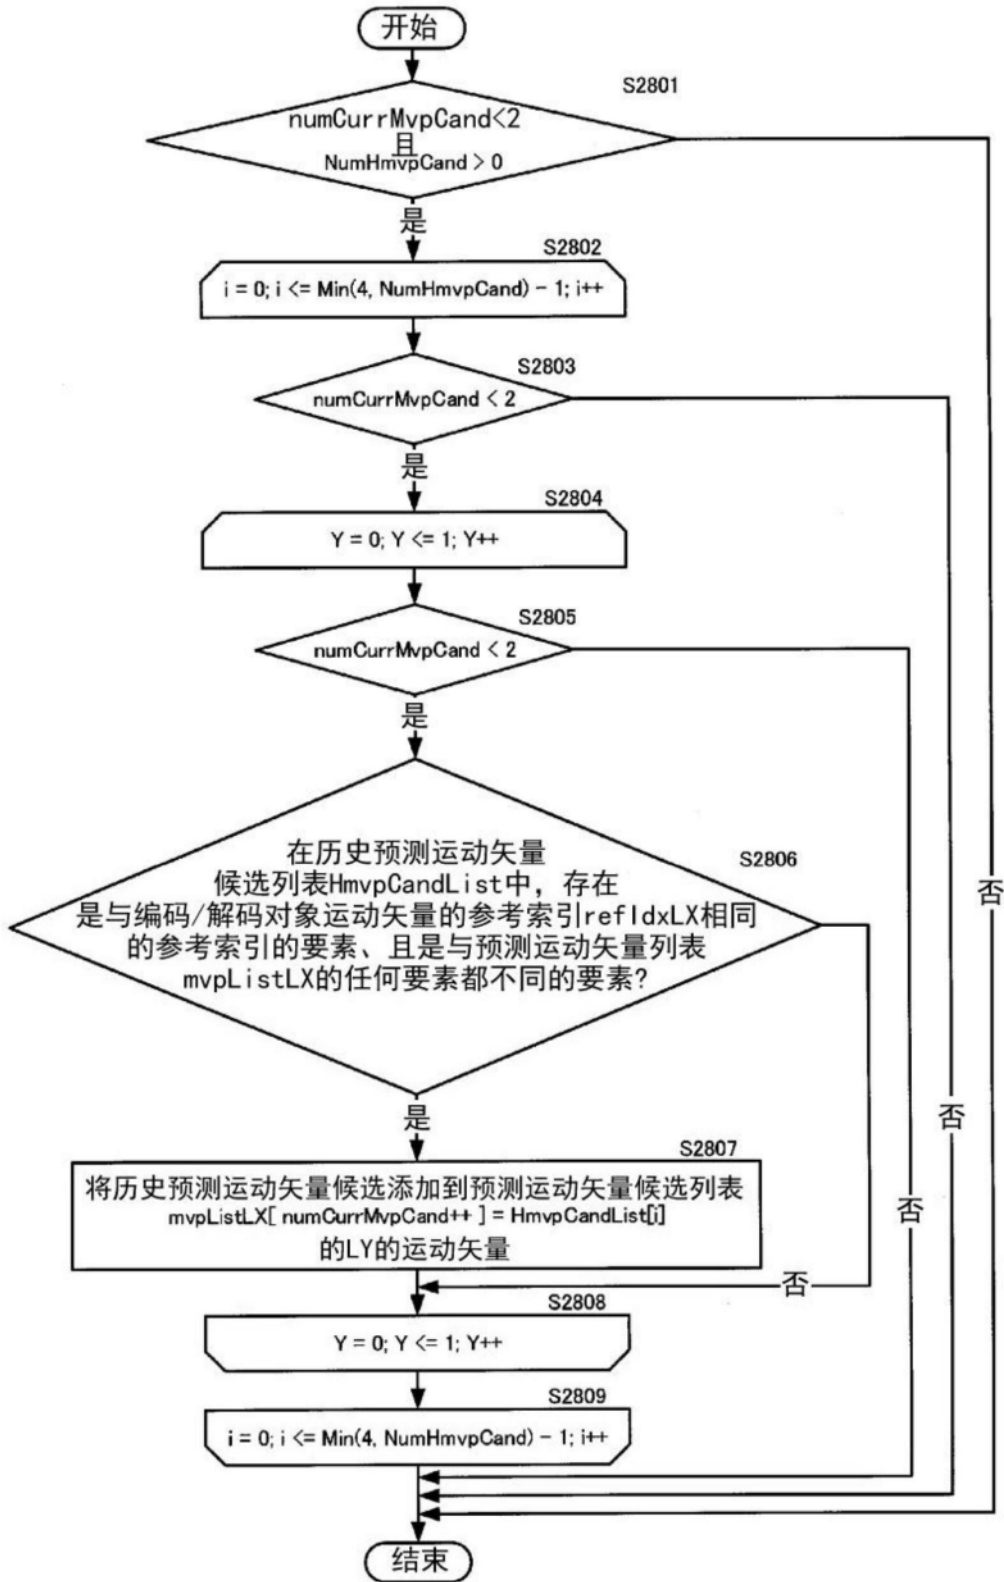 开始
S2801
numCurrMvpCand<2
且
NumHmvpCand > 0
是
S2802
i = 0; i <= Min(4, NumHmvpCand) - 1; i++
S2803
numCurrMvpCand < 2
是
S2804
Y = 0; Y <= 1; Y++
S2805
numCurrMvpCand < 2
是
在历史预测运动矢量
S2806
候选列表HmvpCandList中，存在
是与编码/解码对象运动矢量的参考索引refIdxLX相同
的参考索引的要素、且是与预测运动矢量列表
mvpListLX的任何要素都不同的要素?
否
否
是
S2807
将历史预测运动矢量候选添加到预测运动矢量候选列表
mvpListLX[ numCurrMvpCand++ ] = HmvpCandList[i]
的LY的运动矢量
否
否
S2808
Y = 0; Y <= 1; Y++
S2809
i = 0; i <= Min(4, NumHmvpCand) - 1; i++
结束